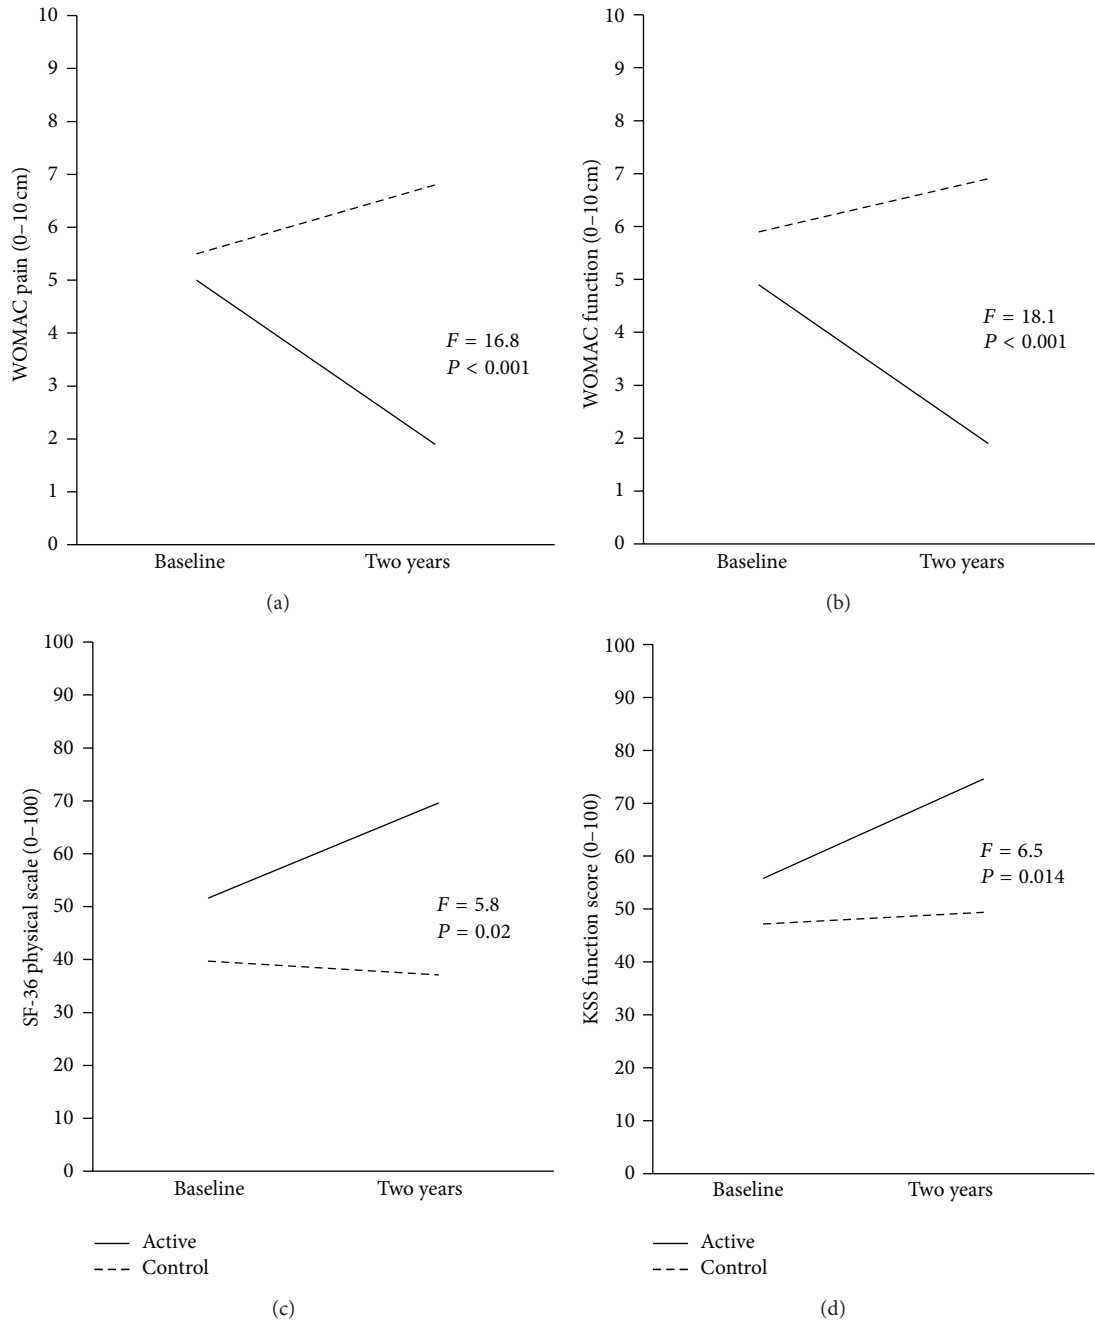 10
9
8
7
6
5
4
3
2
1
0
WOMAC pain (0–10 cm)
F = 16.8
P < 0.001
Baseline
Two years
(a)
10
9
8
7
6
5
4
3
2
1
0
WOMAC function (0–10 cm)
F = 18.1
P < 0.001
Baseline
Two years
(b)
100
90
80
70
60
50
40
30
20
10
0
SF-36 physical scale (0–100)
F = 5.8
P = 0.02
Baseline
Two years
Active
Control
(c)
100
90
80
70
60
50
40
30
20
10
0
KSS function score (0–100)
F = 6.5
P = 0.014
Baseline
Two years
Active
Control
(d)